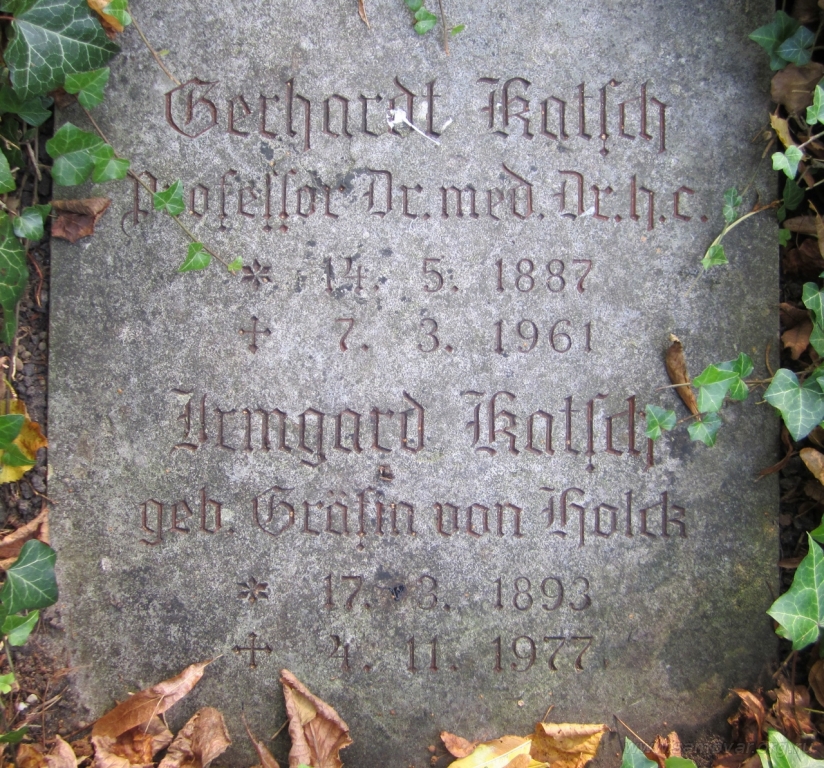 Gerhardt Katsch
Professor Dr. med. Dr. h. c.
* 14. 5. 1887
+ 7. 3. 1961
Irmgard Katsch
geb. Gräfin von Holck
* 17. 3. 1893
+ 4. 11. 1977